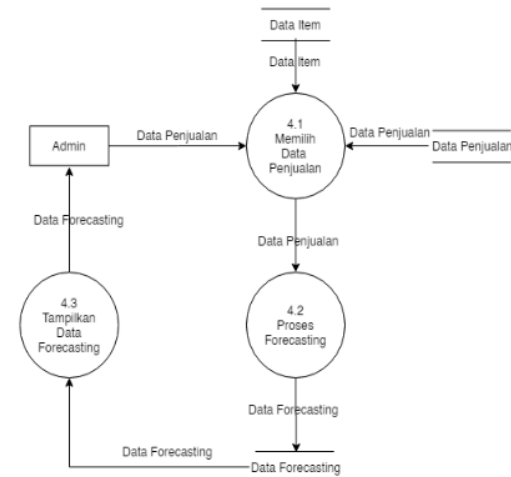 Data Item
Data Item
4.1
Memilih
Data
Penjualan
Admin
Data Penjualan
Data Penjualan
Data Penjualan
Data Forecasting
Data Penjualan
4.3
Tampilkan
Data
Forecasting
4.2
Proses
Forecasting
Data Forecasting
Data Forecasting
Data Forecasting